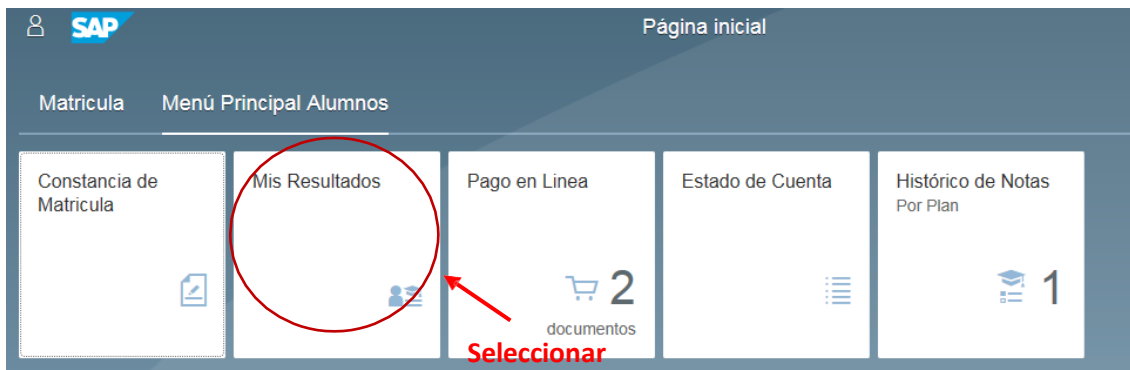 SAP
Página inicial
Matricula
Menú Principal Alumnos
Constancia de
Matricula
Mis Resultados
Pago en Linea
2
documentos
Estado de Cuenta
Histórico de Notas
Por Plan
1
Seleccionar